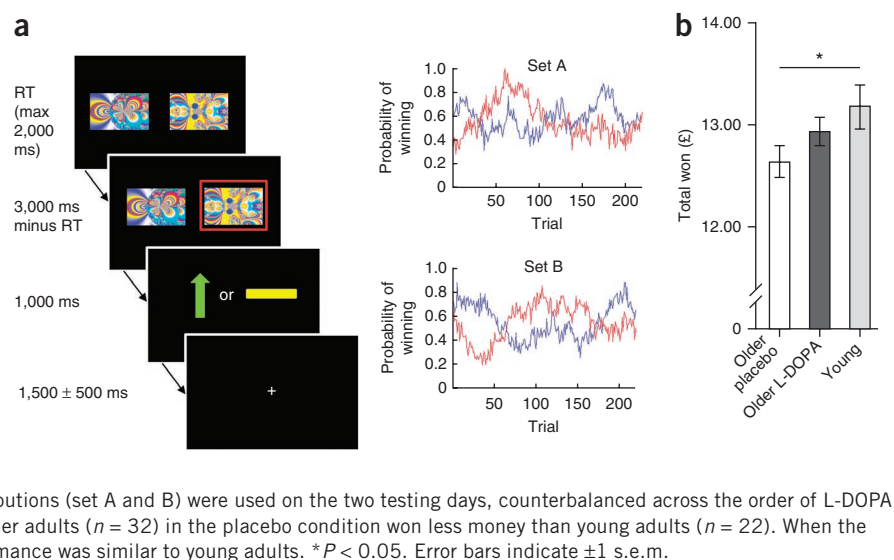 a
RT
(max
2,000
ms)
3,000 ms
minus RT
1,000 ms
or
1,500 ± 500 ms
+
Set A
Probability of
winning
1.0
0.8
0.6
0.4
0.2
0
50
100
150
200
Trial
Set B
Probability of
winning
1.0
0.8
0.6
0.4
0.2
0
50
100
150
200
Trial
b
*
Total won (£)
14.00
13.00
12.00
0
Older
placebo
Older L-DOPA
Young
butions (set A and B) were used on the two testing days, counterbalanced across the order of L-DOPA
er adults (n = 32) in the placebo condition won less money than young adults (n = 22). When the
mance was similar to young adults. *P < 0.05. Error bars indicate ±1 s.e.m.